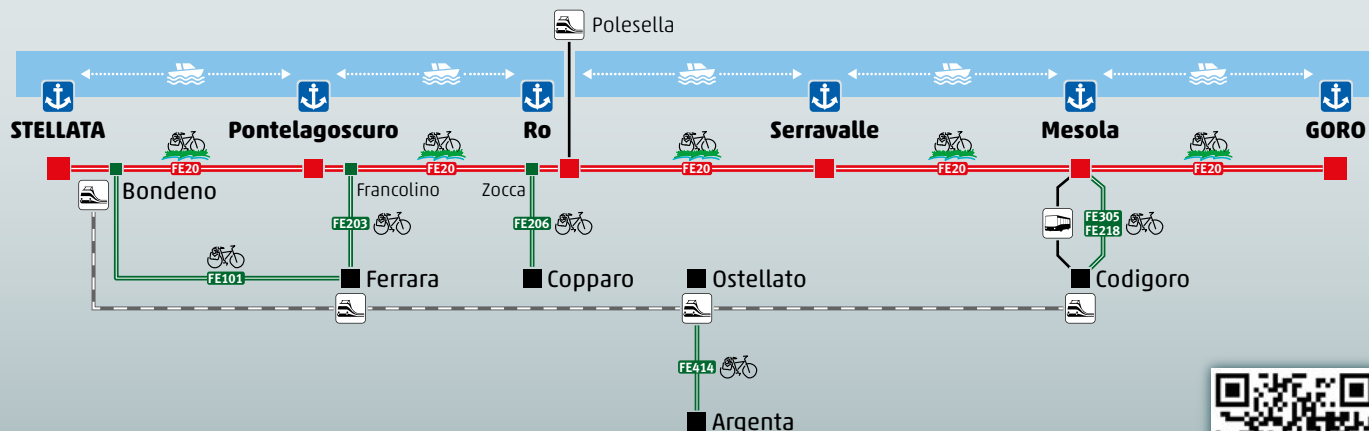 Polesella
STELLATA
Pontelagoscuro
Ro
Serravalle
Mesola
GORO
FE20
FE20
FE20
FE20
FE20
Bondeno
Francolino
Zocca
FE203
FE206
FE305
FE218
FE101
Ferrara
Copparo
Ostellato
Codigoro
FE414
Argenta